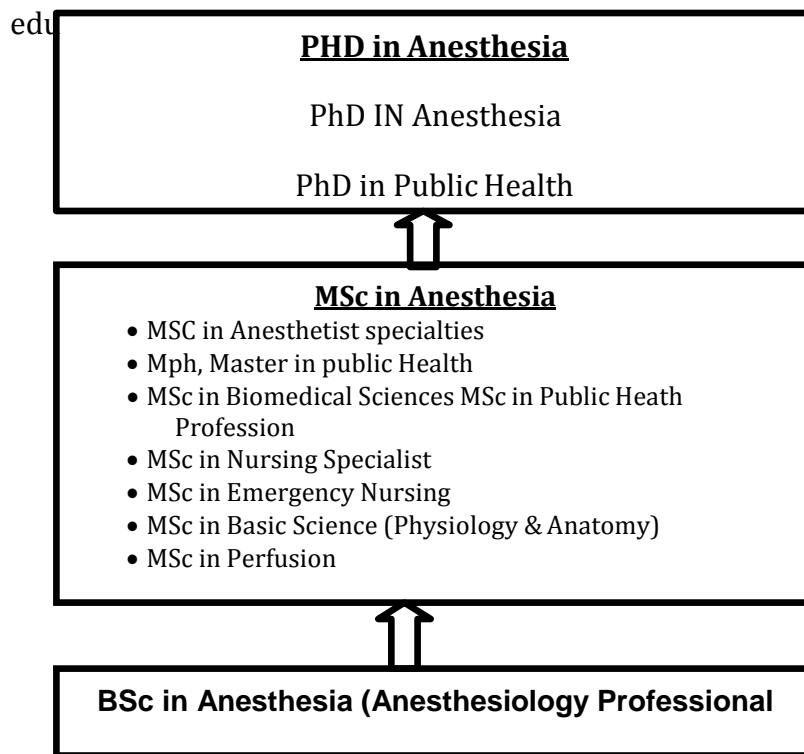 edu
PHD in Anesthesia
PhD IN Anesthesia
PhD in Public Health
MSc in Anesthesia
• MSC in Anesthetist specialties
• Mph, Master in public Health
• MSc in Biomedical Sciences MSc in Public Heath
Profession
• MSc in Nursing Specialist
• MSc in Emergency Nursing
• MSc in Basic Science (Physiology & Anatomy)
• MSc in Perfusion
BSc in Anesthesia (Anesthesiology Professional